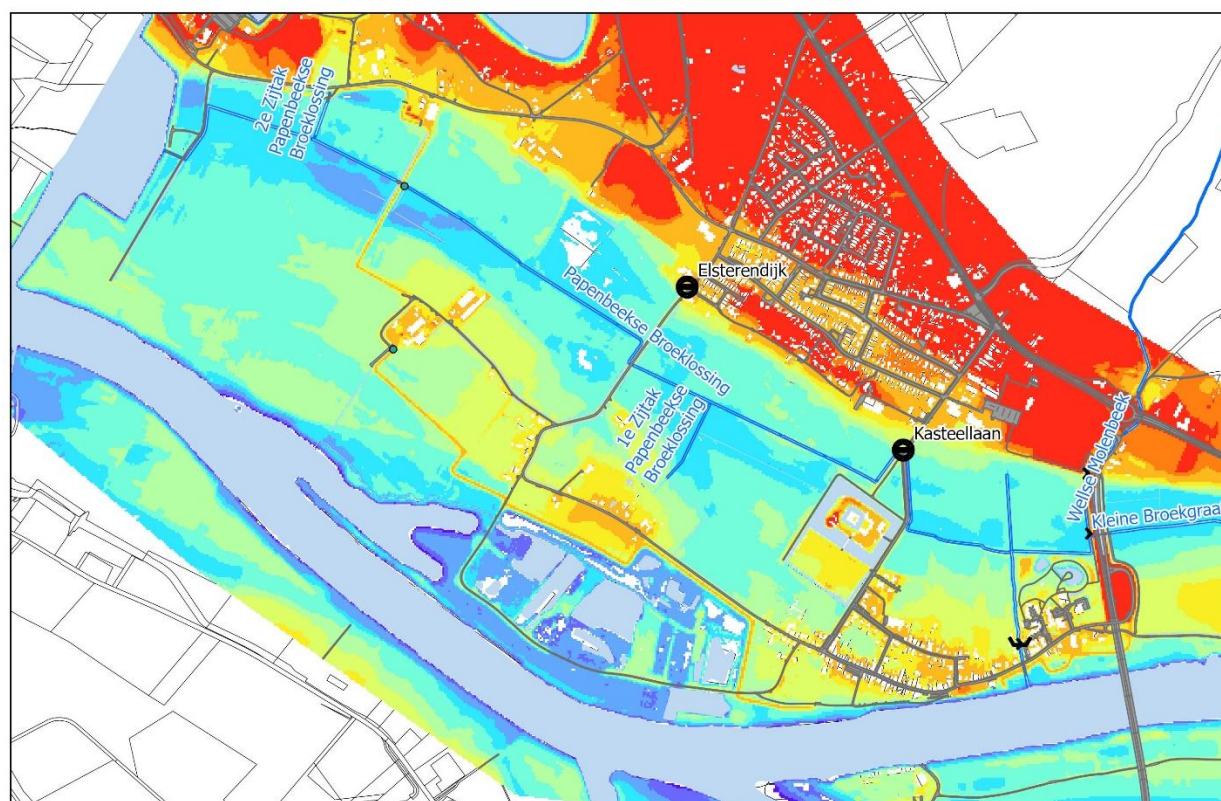 2e Zijtak
Papenbeekse
Broeklossing
Elsterendijk
Papenbeekse Broeklossing
1e Zijtak
Papenbeekse
Broeklossing
Kasteellaan
Wellse Molenbeek
Kleine Broekgraa